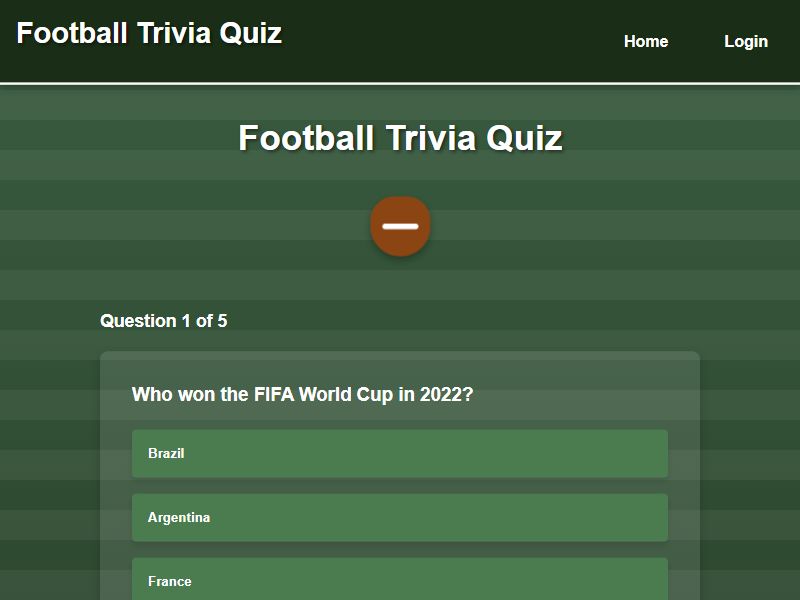 Football Trivia Quiz
Home
Login
Football Trivia Quiz
Question 1 of 5
Who won the FIFA World Cup in 2022?
Brazil
Argentina
France